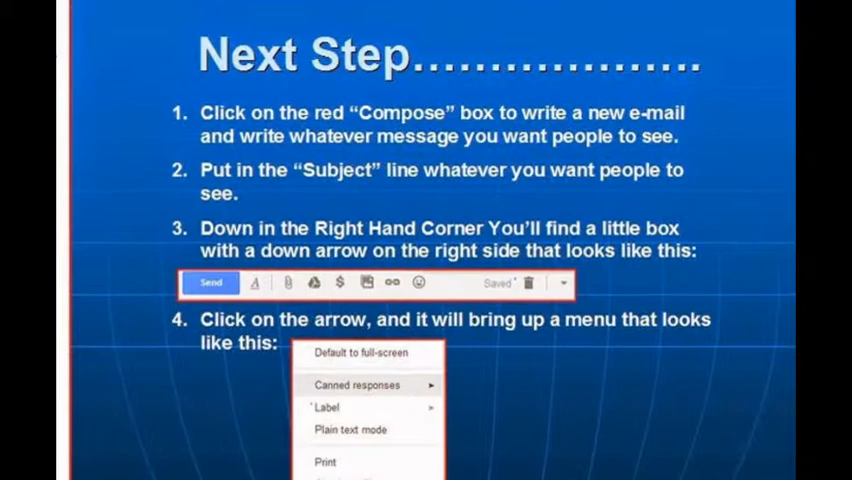 Next Step...................
1. Click on the red “Compose” box to write a new e-mail
and write whatever message you want people to see.
2. Put in the “Subject” line whatever you want people to
see.
3. Down in the Right Hand Corner You’ll find a little box
with a down arrow on the right side that looks like this:
Send Saved
4. Click on the arrow, and it will bring up a menu that looks
like this:
Default to full-screen
Canned responses
Label
Plain text mode
Print